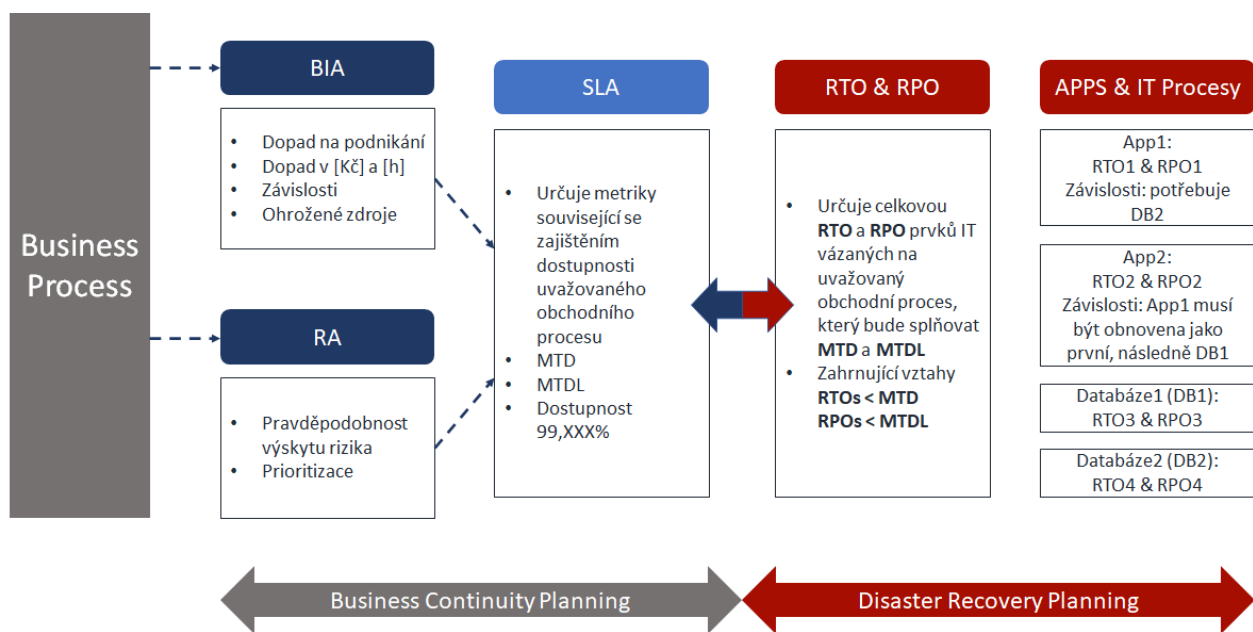 Business
Process
BIA
• Dopad na podnikání
• Dopad v [Kč] a [h]
• Závislosti
• Ohrožené zdroje
RA
• Pravděpodobnost
výskytu rizika
• Prioritizace
SLA
• Určuje metriky
související se
zajištěním
dostupnosti
uvažovaného
obchodního
procesu
• MTD
• MTDL
• Dostupnost
99,XXX%
RTO & RPO
• Určuje celkovou
RTO a RPO prvků IT
vázaných na
uvažovaný
obchodní proces,
který bude splňovat
MTD a MTDL
• Zahrnující vztahy
RTOs < MTD
RPOs < MTDL
APPS & IT Procesy
App1:
RTO1 & RPO1
Závislosti: potřebuje
DB2
App2:
RTO2 & RPO2
Závislosti: App1 musí
být obnovena jako
první, následně DB1
Databáze1 (DB1):
RTO3 & RPO3
Databáze2 (DB2):
RTO4 & RPO4
Business Continuity Planning
Disaster Recovery Planning